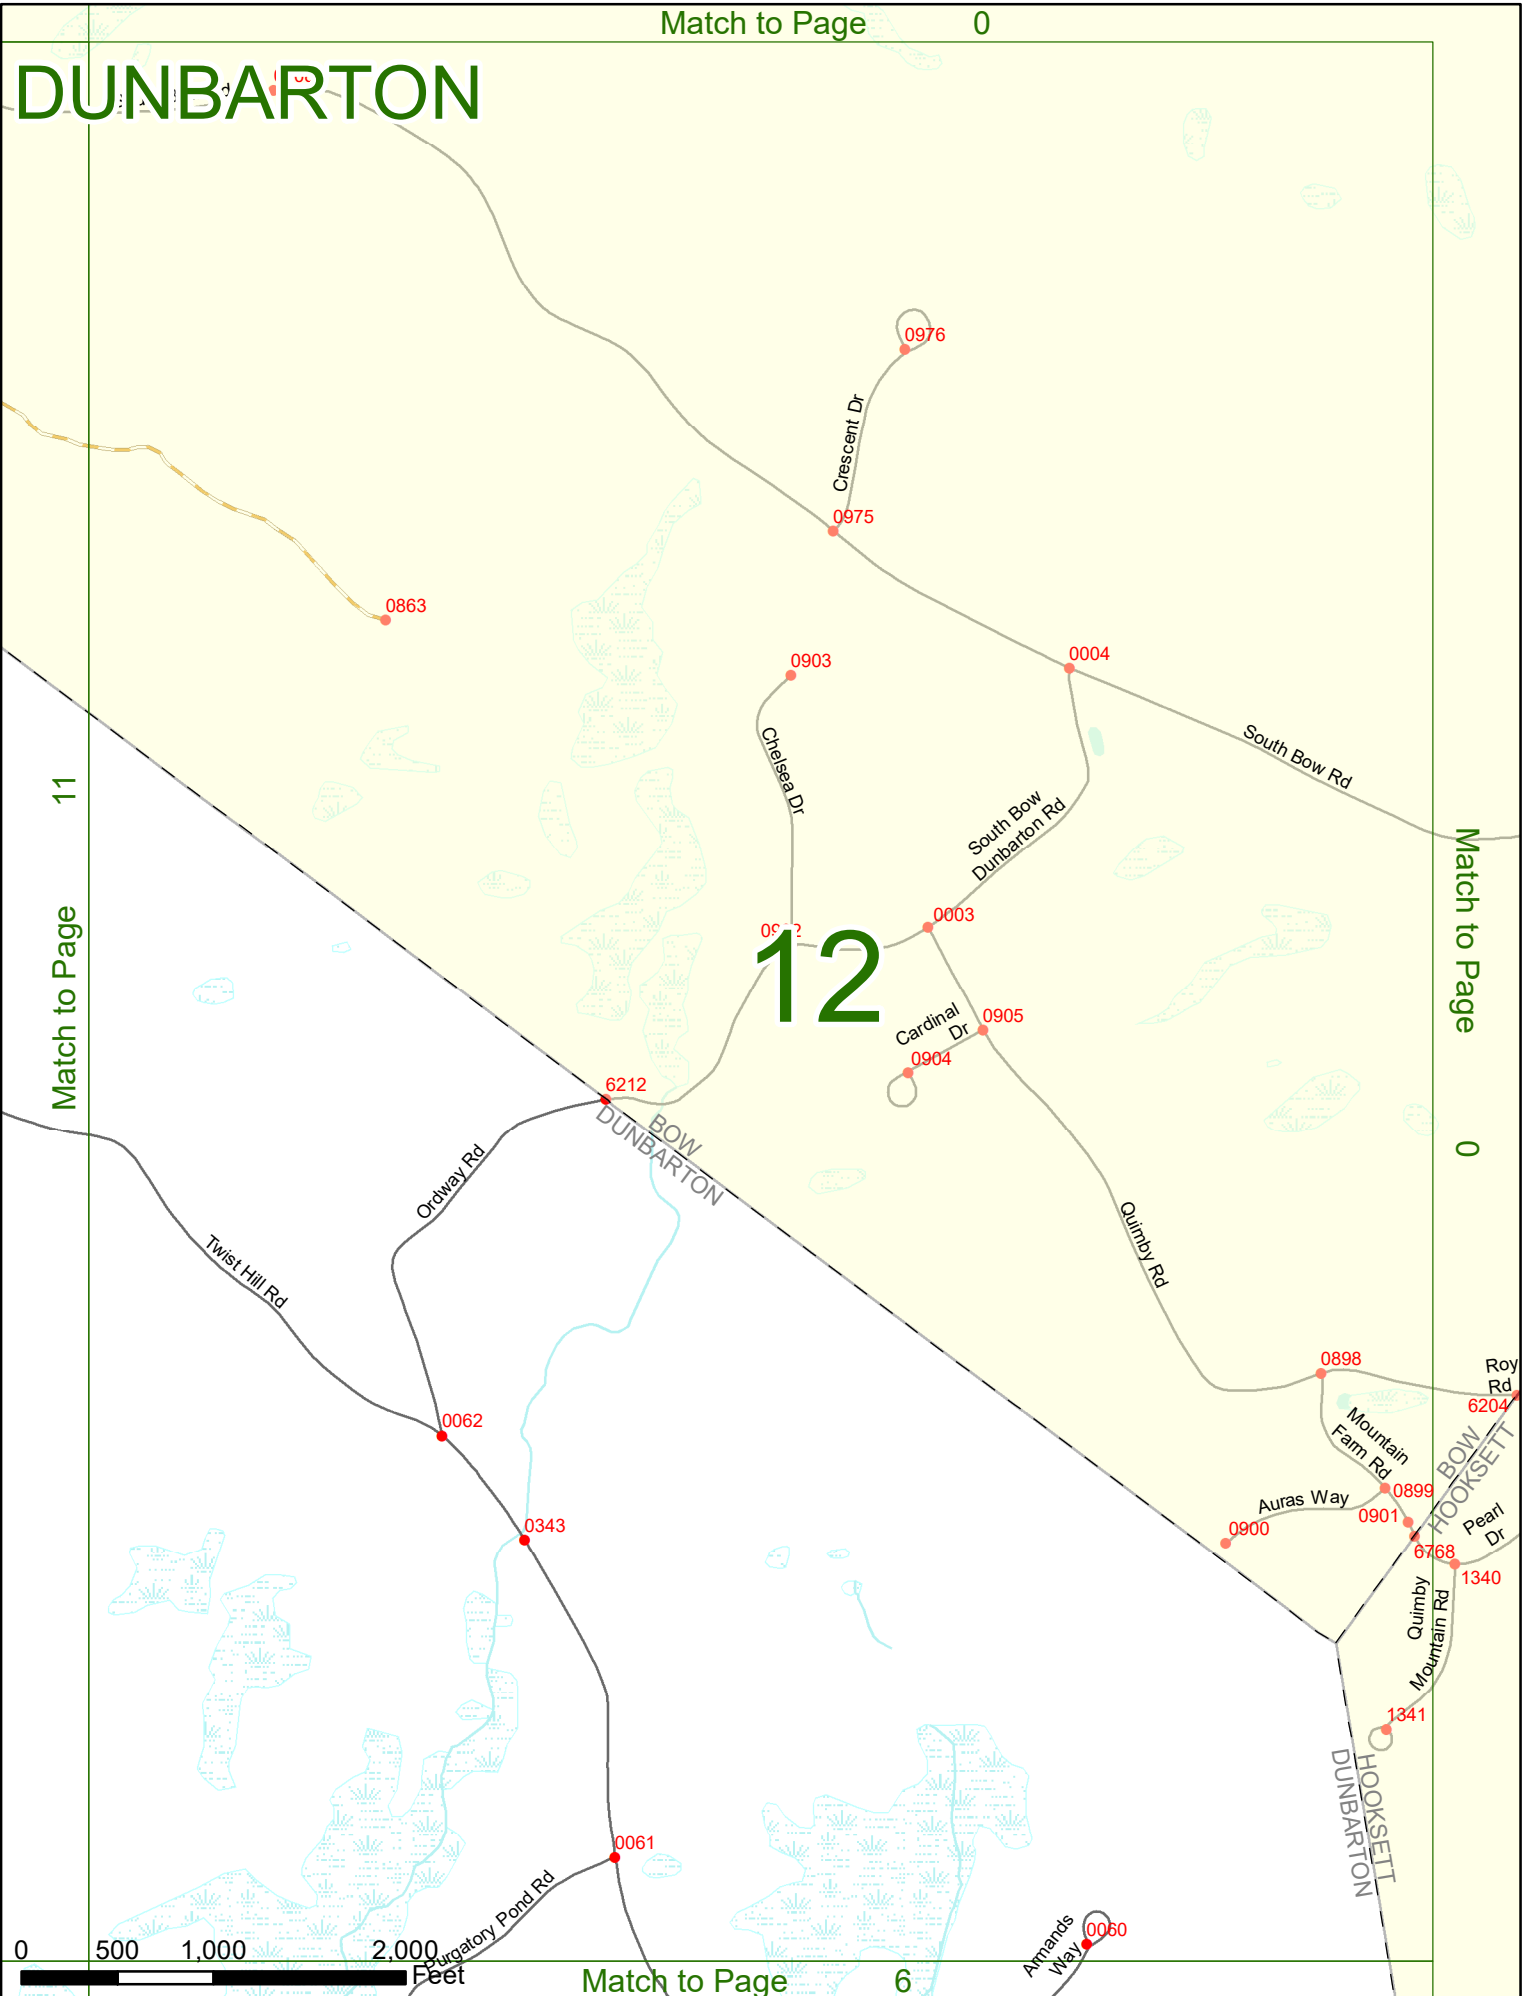 Match to Page 0
DUNBARTON
0976
Crescent Dr
0975
0863
0903
0004
Chelsea Dr
South Bow Rd
South Bow
Dunbarton Rd
Match to Page 11
Match to Page 0
0003
12
0905
Cardinal
Dr
0904
6212
BOW
DUNBARTON
Ordway Rd
Quimby Rd
Twist Hill Rd
0898
Roy
Rd
6204
0062
Mountain
Farm Rd
BOW
HOOKSETT
0899
Auras Way
0901
0900
0343
Pearl
Dr
6768
1340
Quimby
Mountain Rd
1341
HOOKSETT
DUNBARTON
0061
Purgatory Pond Rd
Armands
Way
0060
0 500 1,000 2,000
Feet
Match to Page 6